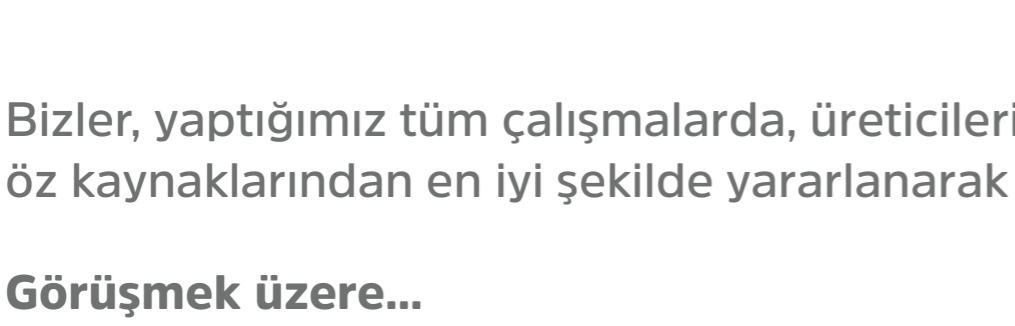 Bizler, yaptığımız tüm çalışmalarda, üreticileri
öz kaynaklarından en iyi şekilde yararlanarak
Görüşmek üzere...